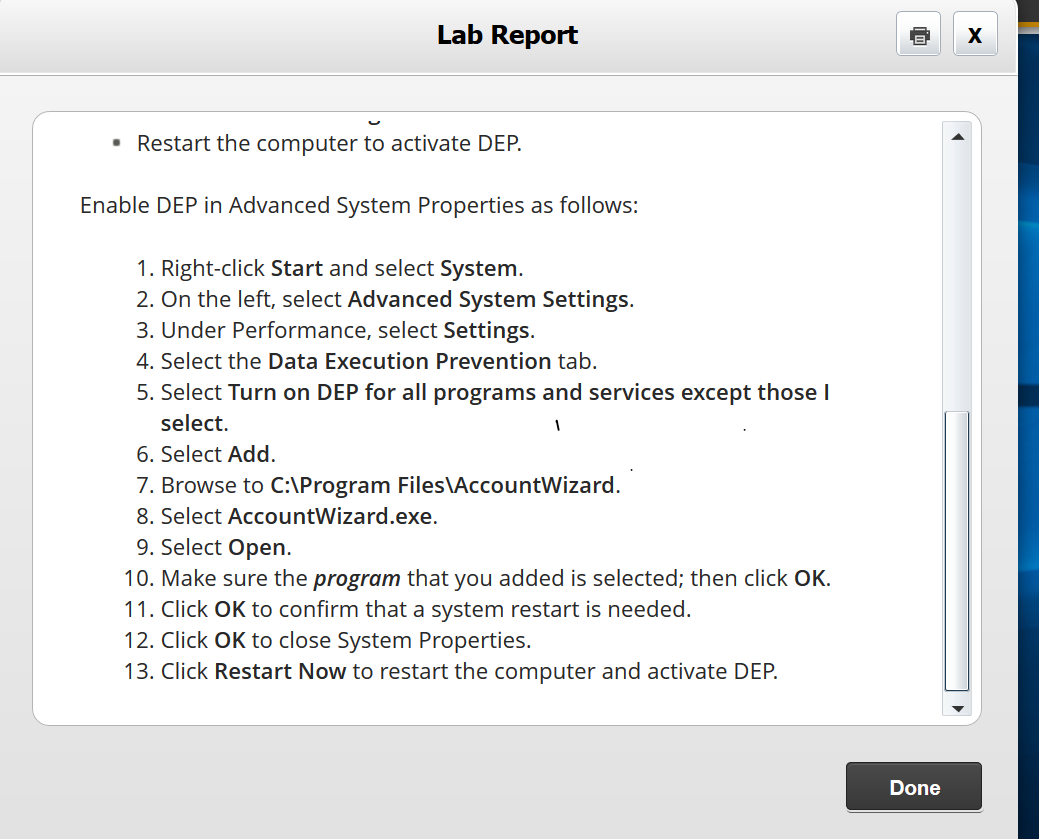 Lab Report
X
Restart the computer to activate DEP.
Enable DEP in Advanced System Properties as follows:
1. Right-click Start and select System.
2. On the left, select Advanced System Settings.
3. Under Performance, select Settings.
4. Select the Data Execution Prevention tab.
5. Select Turn on DEP for all programs and services except those I
select.
6. Select Add.
7. Browse to C:\Program Files\AccountWizard.
8. Select AccountWizard.exe.
9. Select Open.
10. Make sure the program that you added is selected; then click OK.
11. Click OK to confirm that a system restart is needed.
12. Click OK to close System Properties.
13. Click Restart Now to restart the computer and activate DEP.
Done